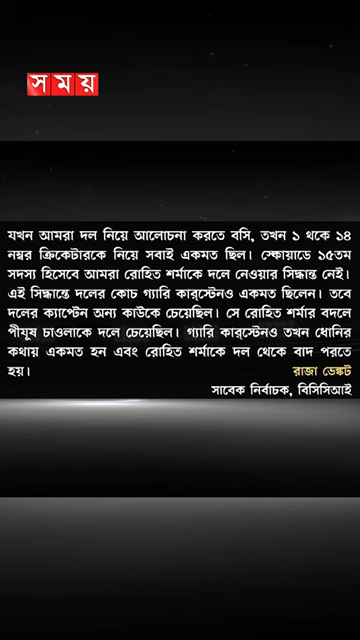 সময়
যখন আমরা দল নিয়ে আলোচনা করতে বসি, তখন ১ থকে ১৪
নম্বর ক্রিকেটারকে নিয়ে সবাই একমত ছিল। স্কোয়াডে ১৫তম
সদস্য হিসেবে আমরা রোহিত শর্মাকে দলে নেওয়ার সিদ্ধান্ত নেই।
এই সিদ্ধান্তে দলের কোচ গ্যারি কার্স্টেনও একমত ছিলেন। তবে
দলের ক্যাপ্টেন অন্য কাউকে চেয়েছিল। সে রোহিত শর্মার বদলে
পীযূষ চাওলাকে দলে চেয়েছিল। গ্যারি কার্স্টেনও তখন ধোনির
কথায় একমত হন এবং রোহিত শর্মাকে দল থেকে বাদ পরতে
হয়।
রাজা ভেঙ্কট
সাবেক নির্বাচক, বিসিসিআই